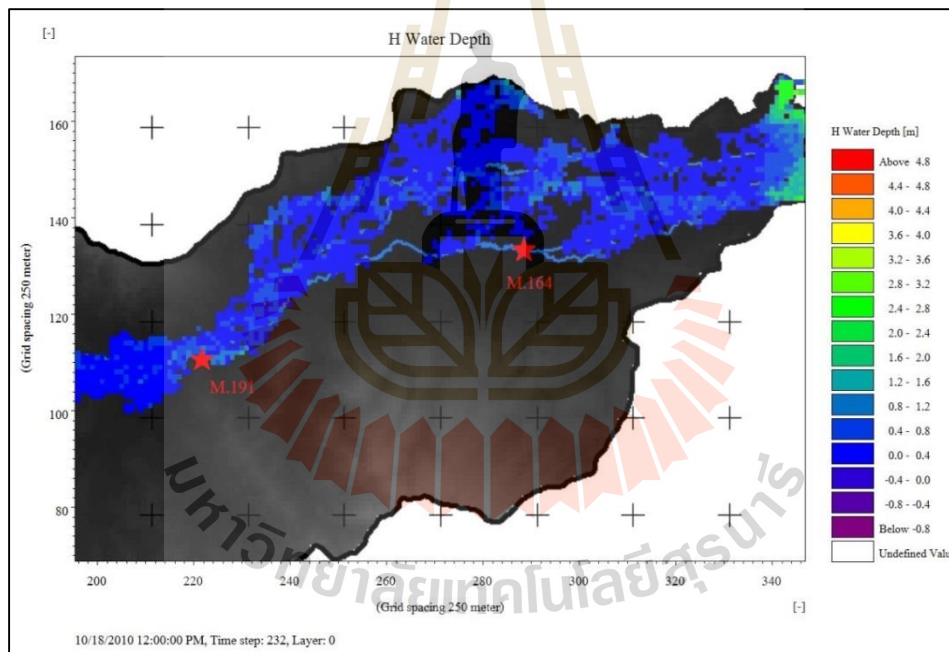 [-]
H Water Depth
160
140
120
100
80
(Grid spacing 250 meter)
M.164
M.191
H Water Depth [m]
Above 4.8
4.4 - 4.8
4.0 - 4.4
3.6 - 4.0
3.2 - 3.6
2.8 - 3.2
2.4 - 2.8
2.0 - 2.4
1.6 - 2.0
1.2 - 1.6
0.8 - 1.2
0.4 - 0.8
0.0 - 0.4
-0.4 - 0.0
-0.8 - -0.4
Below -0.8
Undefined Valu
200 220 240 260 280 300 320 340
(Grid spacing 250 meter) [-]
มหาวิทยาลัยเทคโนโลยีสุรนารี
10/18/2010 12:00:00 PM, Time step: 232, Layer: 0